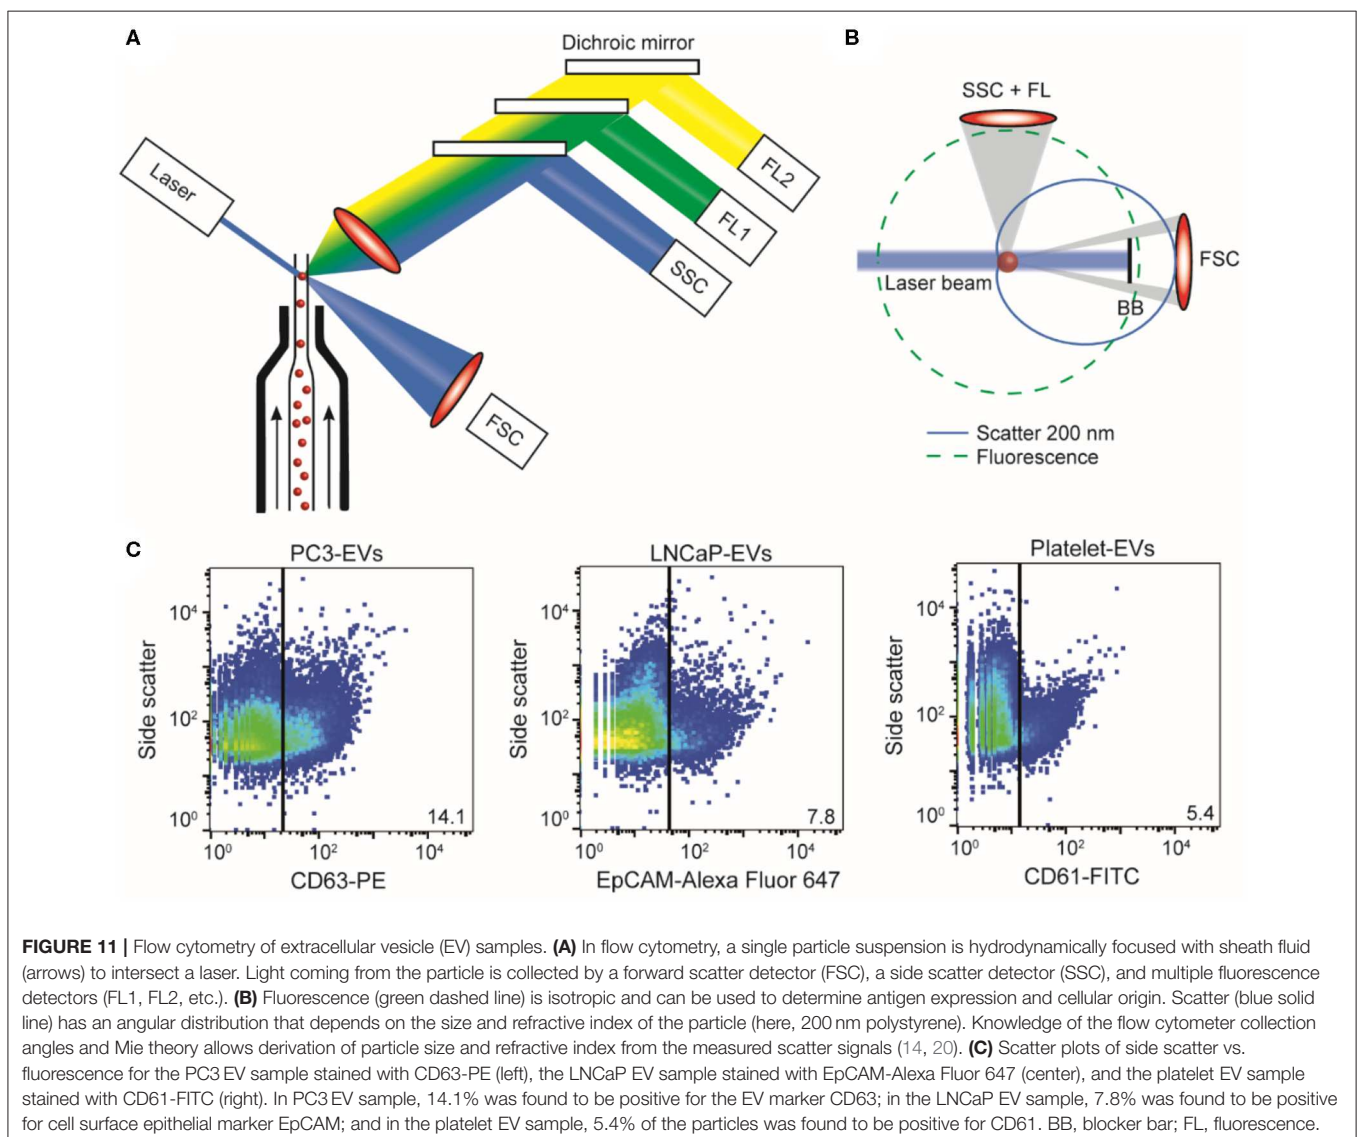 A
Dichroic mirror
Laser
FL2
FL1
SSC
FSC
B
SSC + FL
FSC
Laser beam
BB
Scatter 200 nm
Fluorescence
C
PC3-EVs
Side scatter
10⁴
10²
10⁰
14.1
10⁰ 10² 10⁴
CD63-PE
LNCaP-EVs
Side scatter
10⁴
10²
10⁰
7.8
10⁰ 10² 10⁴
EpCAM-Alexa Fluor 647
Platelet-EVs
Side scatter
10⁴
10²
10⁰
5.4
10⁰ 10² 10⁴
CD61-FITC
FIGURE 11 | Flow cytometry of extracellular vesicle (EV) samples. (A) In flow cytometry, a single particle suspension is hydrodynamically focused with sheath fluid
(arrows) to intersect a laser. Light coming from the particle is collected by a forward scatter detector (FSC), a side scatter detector (SSC), and multiple fluorescence
detectors (FL1, FL2, etc.). (B) Fluorescence (green dashed line) is isotropic and can be used to determine antigen expression and cellular origin. Scatter (blue solid
line) has an angular distribution that depends on the size and refractive index of the particle (here, 200 nm polystyrene). Knowledge of the flow cytometer collection
angles and Mie theory allows derivation of particle size and refractive index from the measured scatter signals (14, 20). (C) Scatter plots of side scatter vs.
fluorescence for the PC3 EV sample stained with CD63-PE (left), the LNCaP EV sample stained with EpCAM-Alexa Fluor 647 (center), and the platelet EV sample
stained with CD61-FITC (right). In PC3 EV sample, 14.1% was found to be positive for the EV marker CD63; in the LNCaP EV sample, 7.8% was found to be positive
for cell surface epithelial marker EpCAM; and in the platelet EV sample, 5.4% of the particles was found to be positive for CD61. BB, blocker bar; FL, fluorescence.